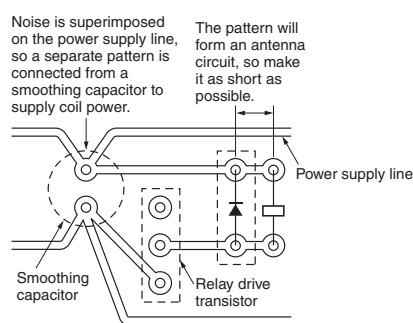 Noise is superimposed
on the power supply line,
so a separate pattern is
connected from a
smoothing capacitor to
supply coil power.
The pattern will
form an antenna
circuit, so make
it as short as
possible.
Power supply line
Smoothing
capacitor
Relay drive
transistor